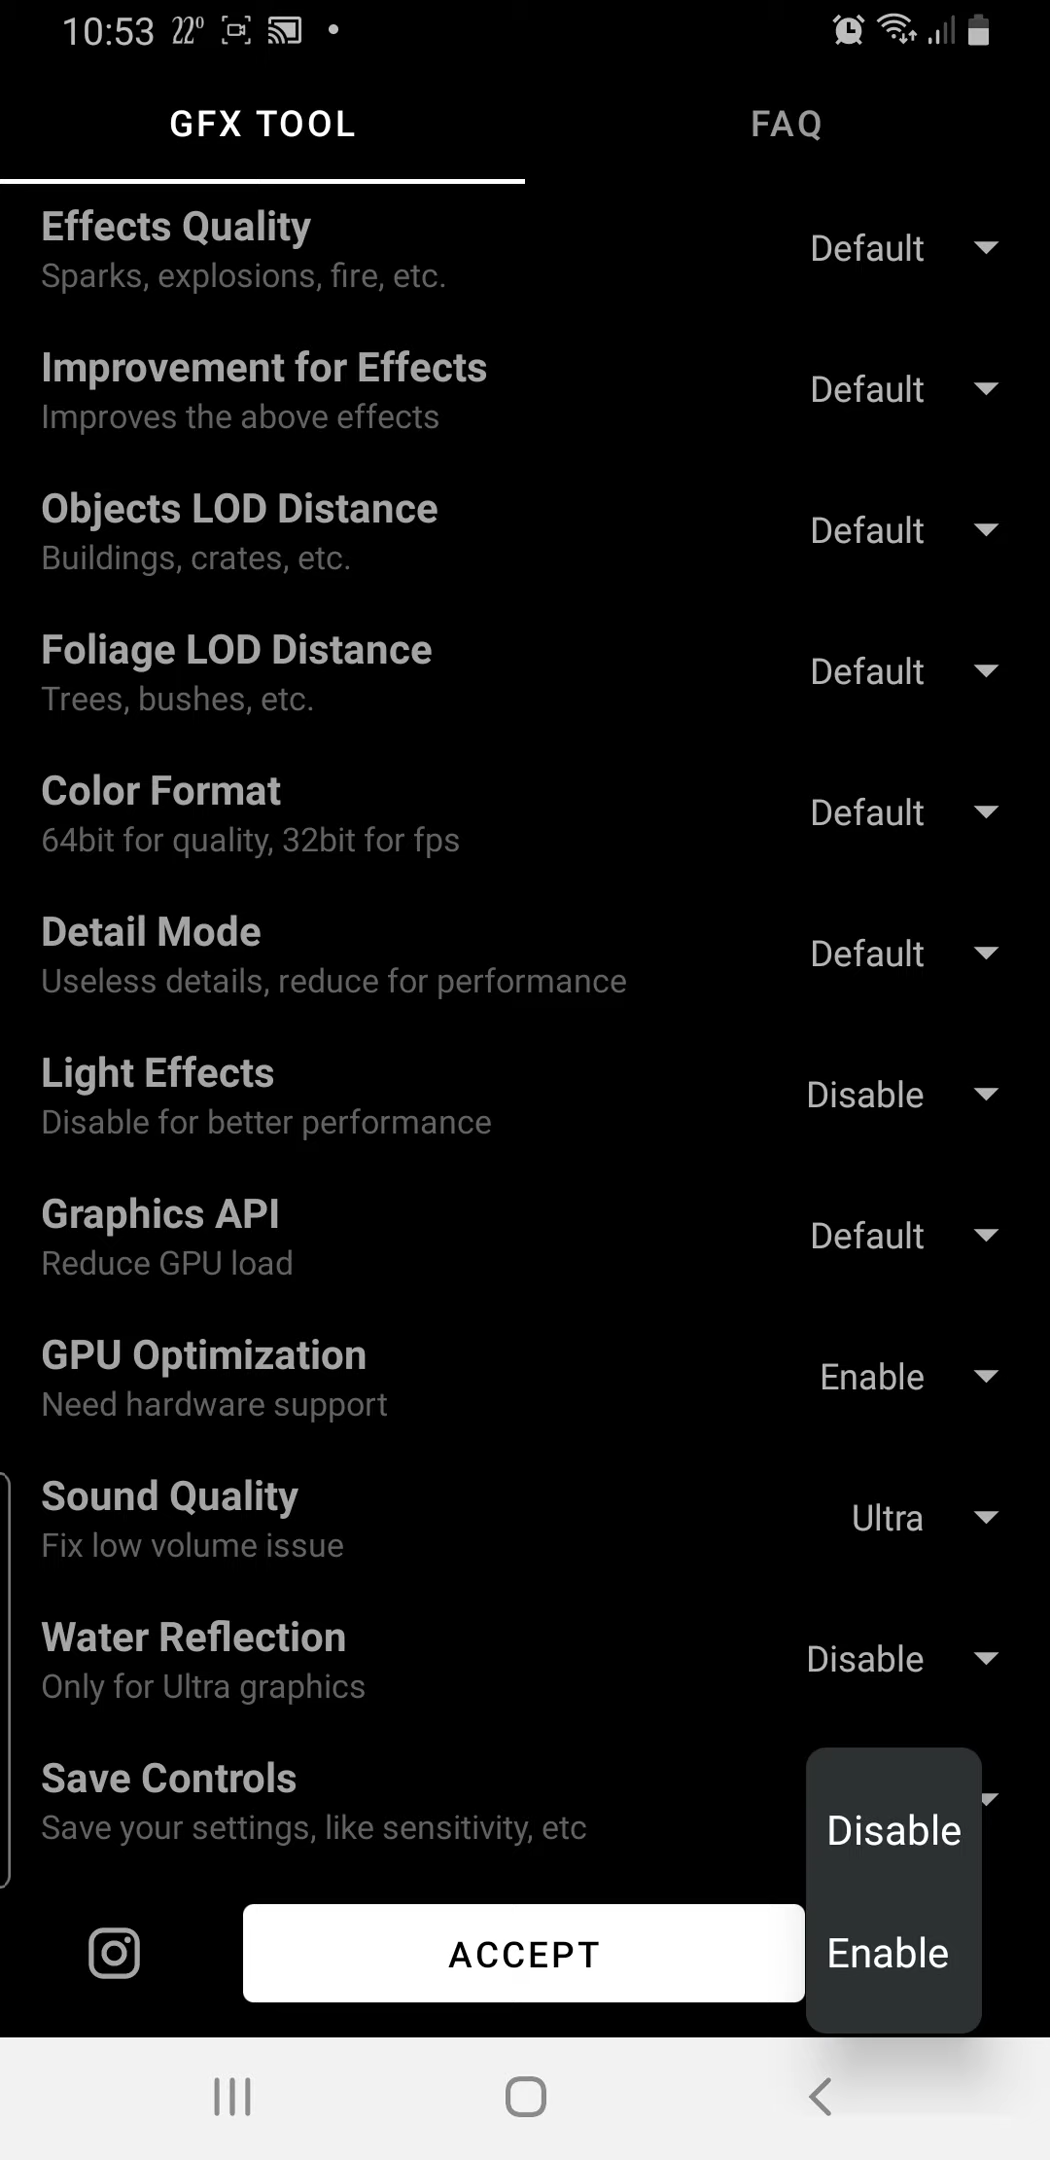 10:53 22°
GFX TOOL
FAQ
Effects Quality
Sparks, explosions, fire, etc.
Default
Improvement for Effects
Improves the above effects
Default
Objects LOD Distance
Buildings, crates, etc.
Default
Foliage LOD Distance
Trees, bushes, etc.
Default
Color Format
64bit for quality, 32bit for fps
Default
Detail Mode
Useless details, reduce for performance
Default
Light Effects
Disable for better performance
Disable
Graphics API
Reduce GPU load
Default
GPU Optimization
Need hardware support
Enable
Sound Quality
Fix low volume issue
Ultra
Water Reflection
Only for Ultra graphics
Disable
Save Controls
Save your settings, like sensitivity, etc
Disable
Enable
ACCEPT